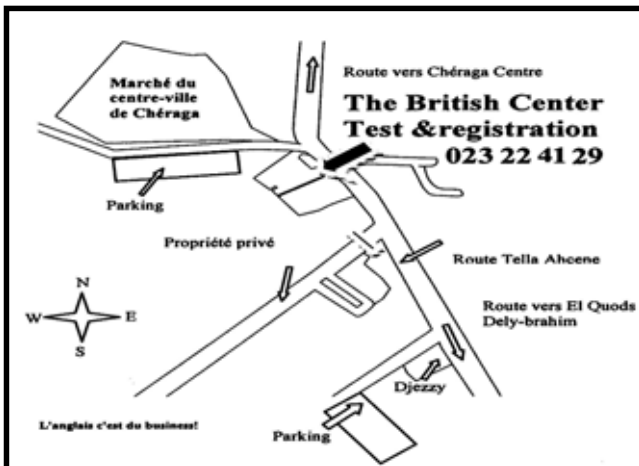 Route vers Chéraga Centre
Marché du
centre-ville
de Chéraga
The British Center
Test &registration
023 22 41 29
Parking
Propriété privé
Route Tella Ahcene
N
W E
S
Route vers El Quods
Dely-brahim
Djezzy
L'anglais c'est du business!
Parking